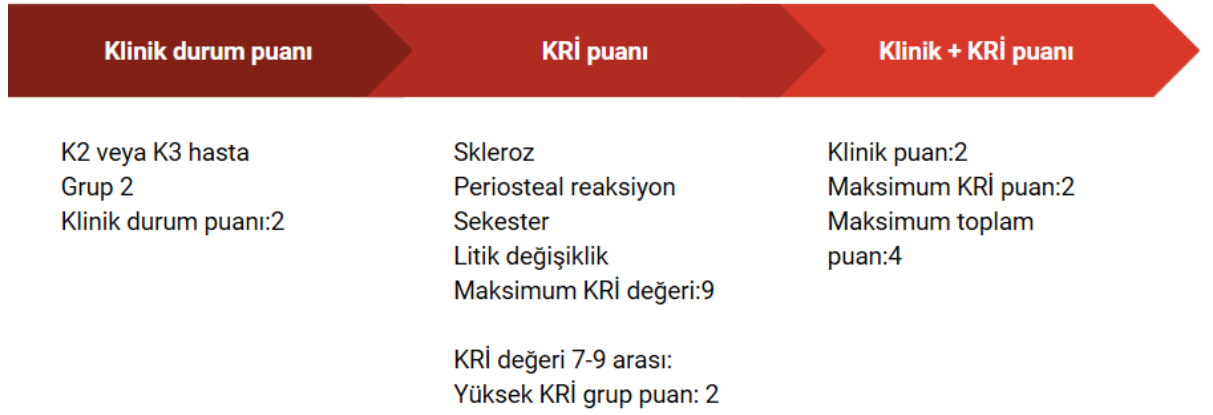 Klinik durum puanı
KRİ puanı
Klinik + KRİ puanı
K2 veya K3 hasta
Grup 2
Klinik durum puanı:2
Skleroz
Periosteal reaksiyon
Sekester
Litik değişiklik
Maksimum KRİ değeri:9
KRİ değeri 7-9 arası:
Yüksek KRİ grup puan: 2
Klinik puan:2
Maksimum KRİ puan:2
Maksimum toplam
puan:4